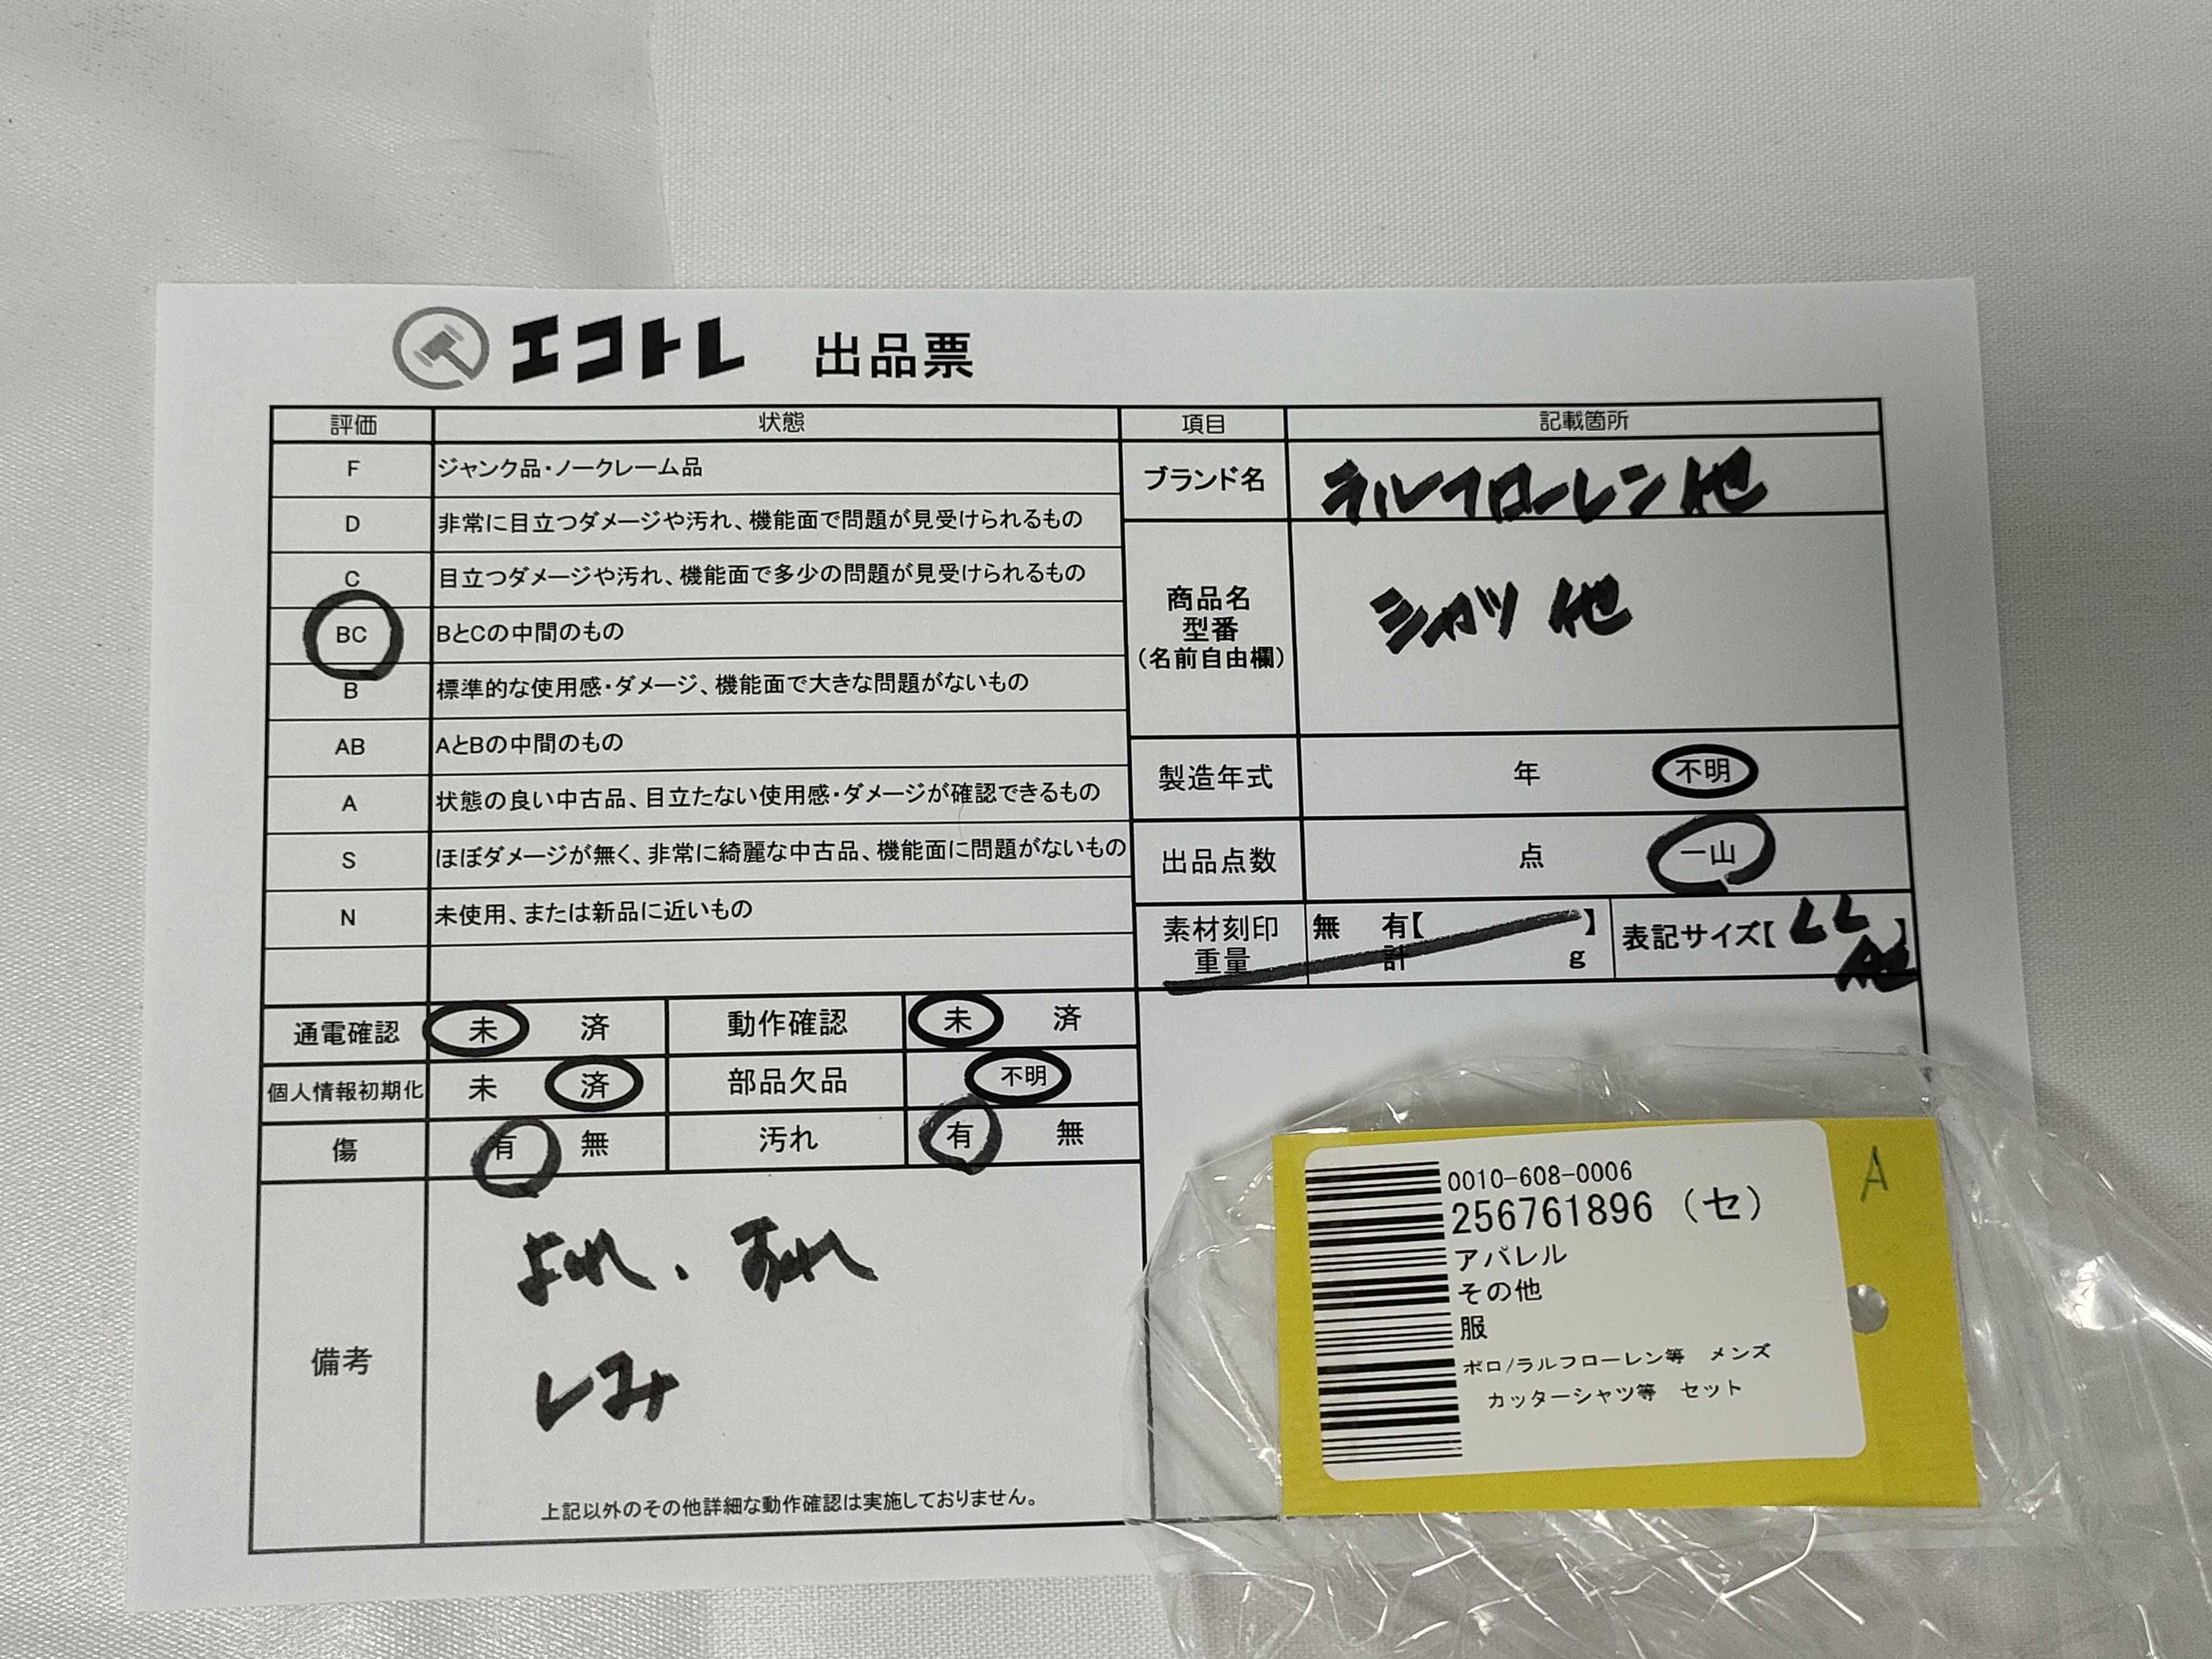 エコトレ 出品票
評価 状態 項目 記載箇所
F ジャンク品・ノークレーム品
D 非常に目立つダメージや汚れ、機能面で問題が見受けられるもの
C 目立つダメージや汚れ、機能面で多少の問題が見受けられるもの
BC BとCの中間のもの
B 標準的な使用感・ダメージ、機能面で大きな問題がないもの
AB AとBの中間のもの
A 状態の良い中古品、目立たない使用感・ダメージが確認できるもの
S ほぼダメージが無く、非常に綺麗な中古品、機能面に問題がないもの
N 未使用、または新品に近いもの
ブランド名 ラルフローレン 他
商品名
型番
(名前自由欄)
シャツ 他
製造年式 年 不明
出品点数 点 一山
素材刻印 無 有【 】
重量 計 g
表記サイズ【 LL 他 】
通電確認 未 済 動作確認 未 済
個人情報初期化 未 済 部品欠品 不明
傷 有 無 汚れ 有 無
備考
よれ、すれ
しみ
上記以外のその他詳細な動作確認は実施しておりません。
0010-608-0006
256761896 (セ)
アパレル
その他
服
ポロ/ラルフローレン等 メンズ
カッターシャツ等 セット
A